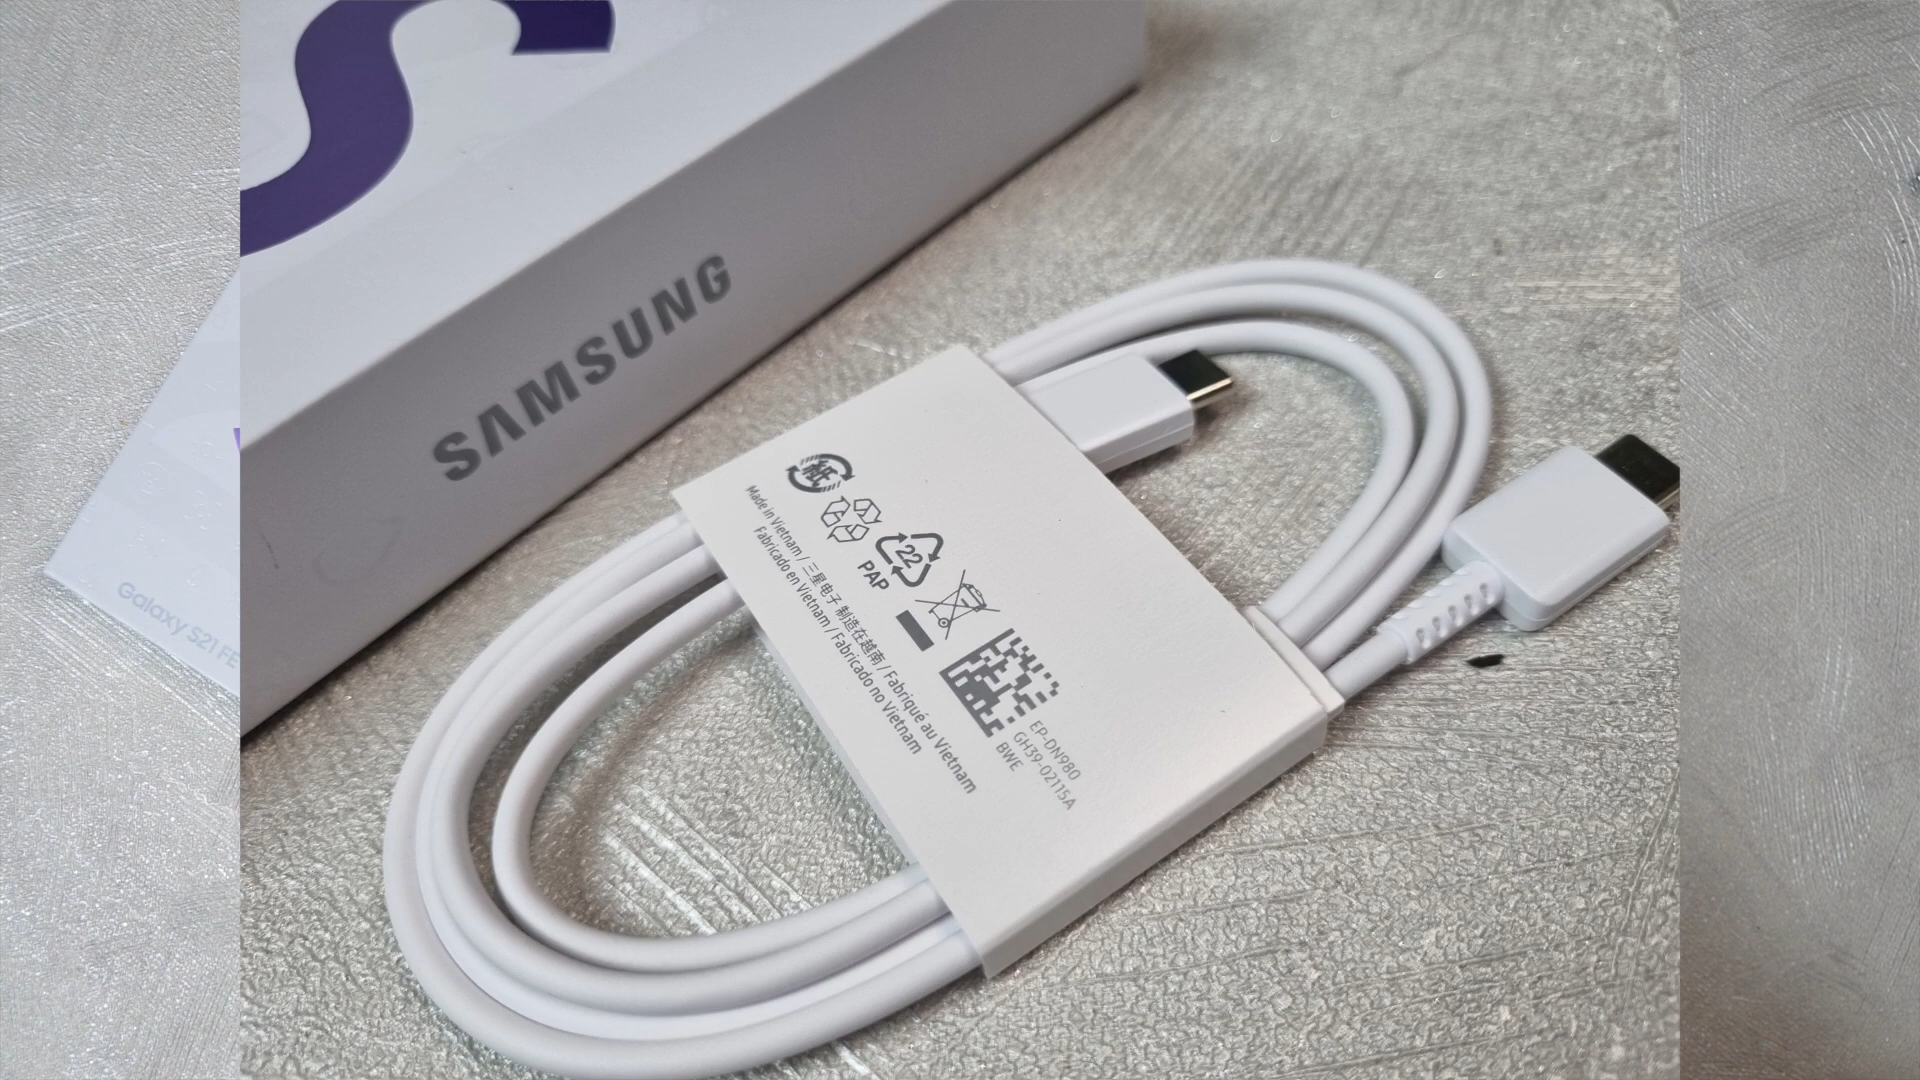 S
SAMSUNG
Galaxy S21 FE
紙
22
PAP
Made in Vietnam / 三星电子 制造在越南 / Fabriqué au Vietnam
Fabricado en Vietnam / Fabricado no Vietnam
EP-DN980
GH39-02115A
BWE